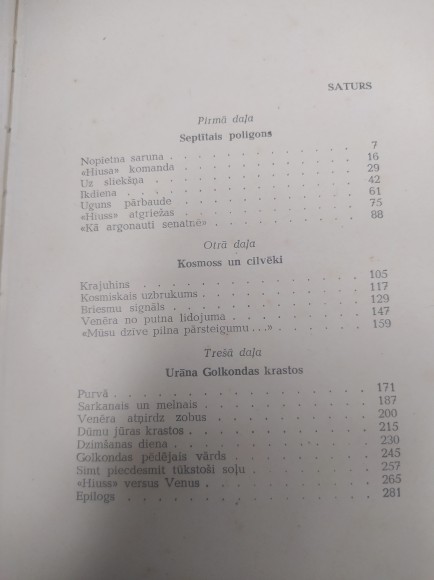 SATURS
Pirmā daļa
Septītais poligons
Nopietna saruna . . . . . . . . . . 7
«Hiusa» komanda . . . . . . . . . . 16
Uz sliekšņa . . . . . . . . . . 29
Ikdiena . . . . . . . . . . 42
Uguns pārbaude . . . . . . . . . . 61
«Hiuss» atgriežas . . . . . . . . . . 75
«Kā argonauti senatnē» . . . . . . . . . . 88
Otrā daļa
Kosmoss un cilvēki
Krajuhins . . . . . . . . . . 105
Kosmiskais uzbrukums . . . . . . . . . . 117
Briesmu signāls . . . . . . . . . . 129
Venēra no putna lidojuma . . . . . . . . . . 147
«Mūsu dzīve pilna pārsteigumu...» . . . . . . . . . . 159
Trešā daļa
Urāna Golkondas krastos
Purvā . . . . . . . . . . 171
Sarkanais un melnais . . . . . . . . . . 187
Venēra atņirdz zobus . . . . . . . . . . 200
Dūmu jūras krastos . . . . . . . . . . 215
Dzimšanas diena . . . . . . . . . . 230
Golkondas pēdējais vārds . . . . . . . . . . 245
Simt piecdesmit tūkstoši soļu . . . . . . . . . . 257
«Hiuss» versus Venus . . . . . . . . . . 265
Epilogs . . . . . . . . . . 281